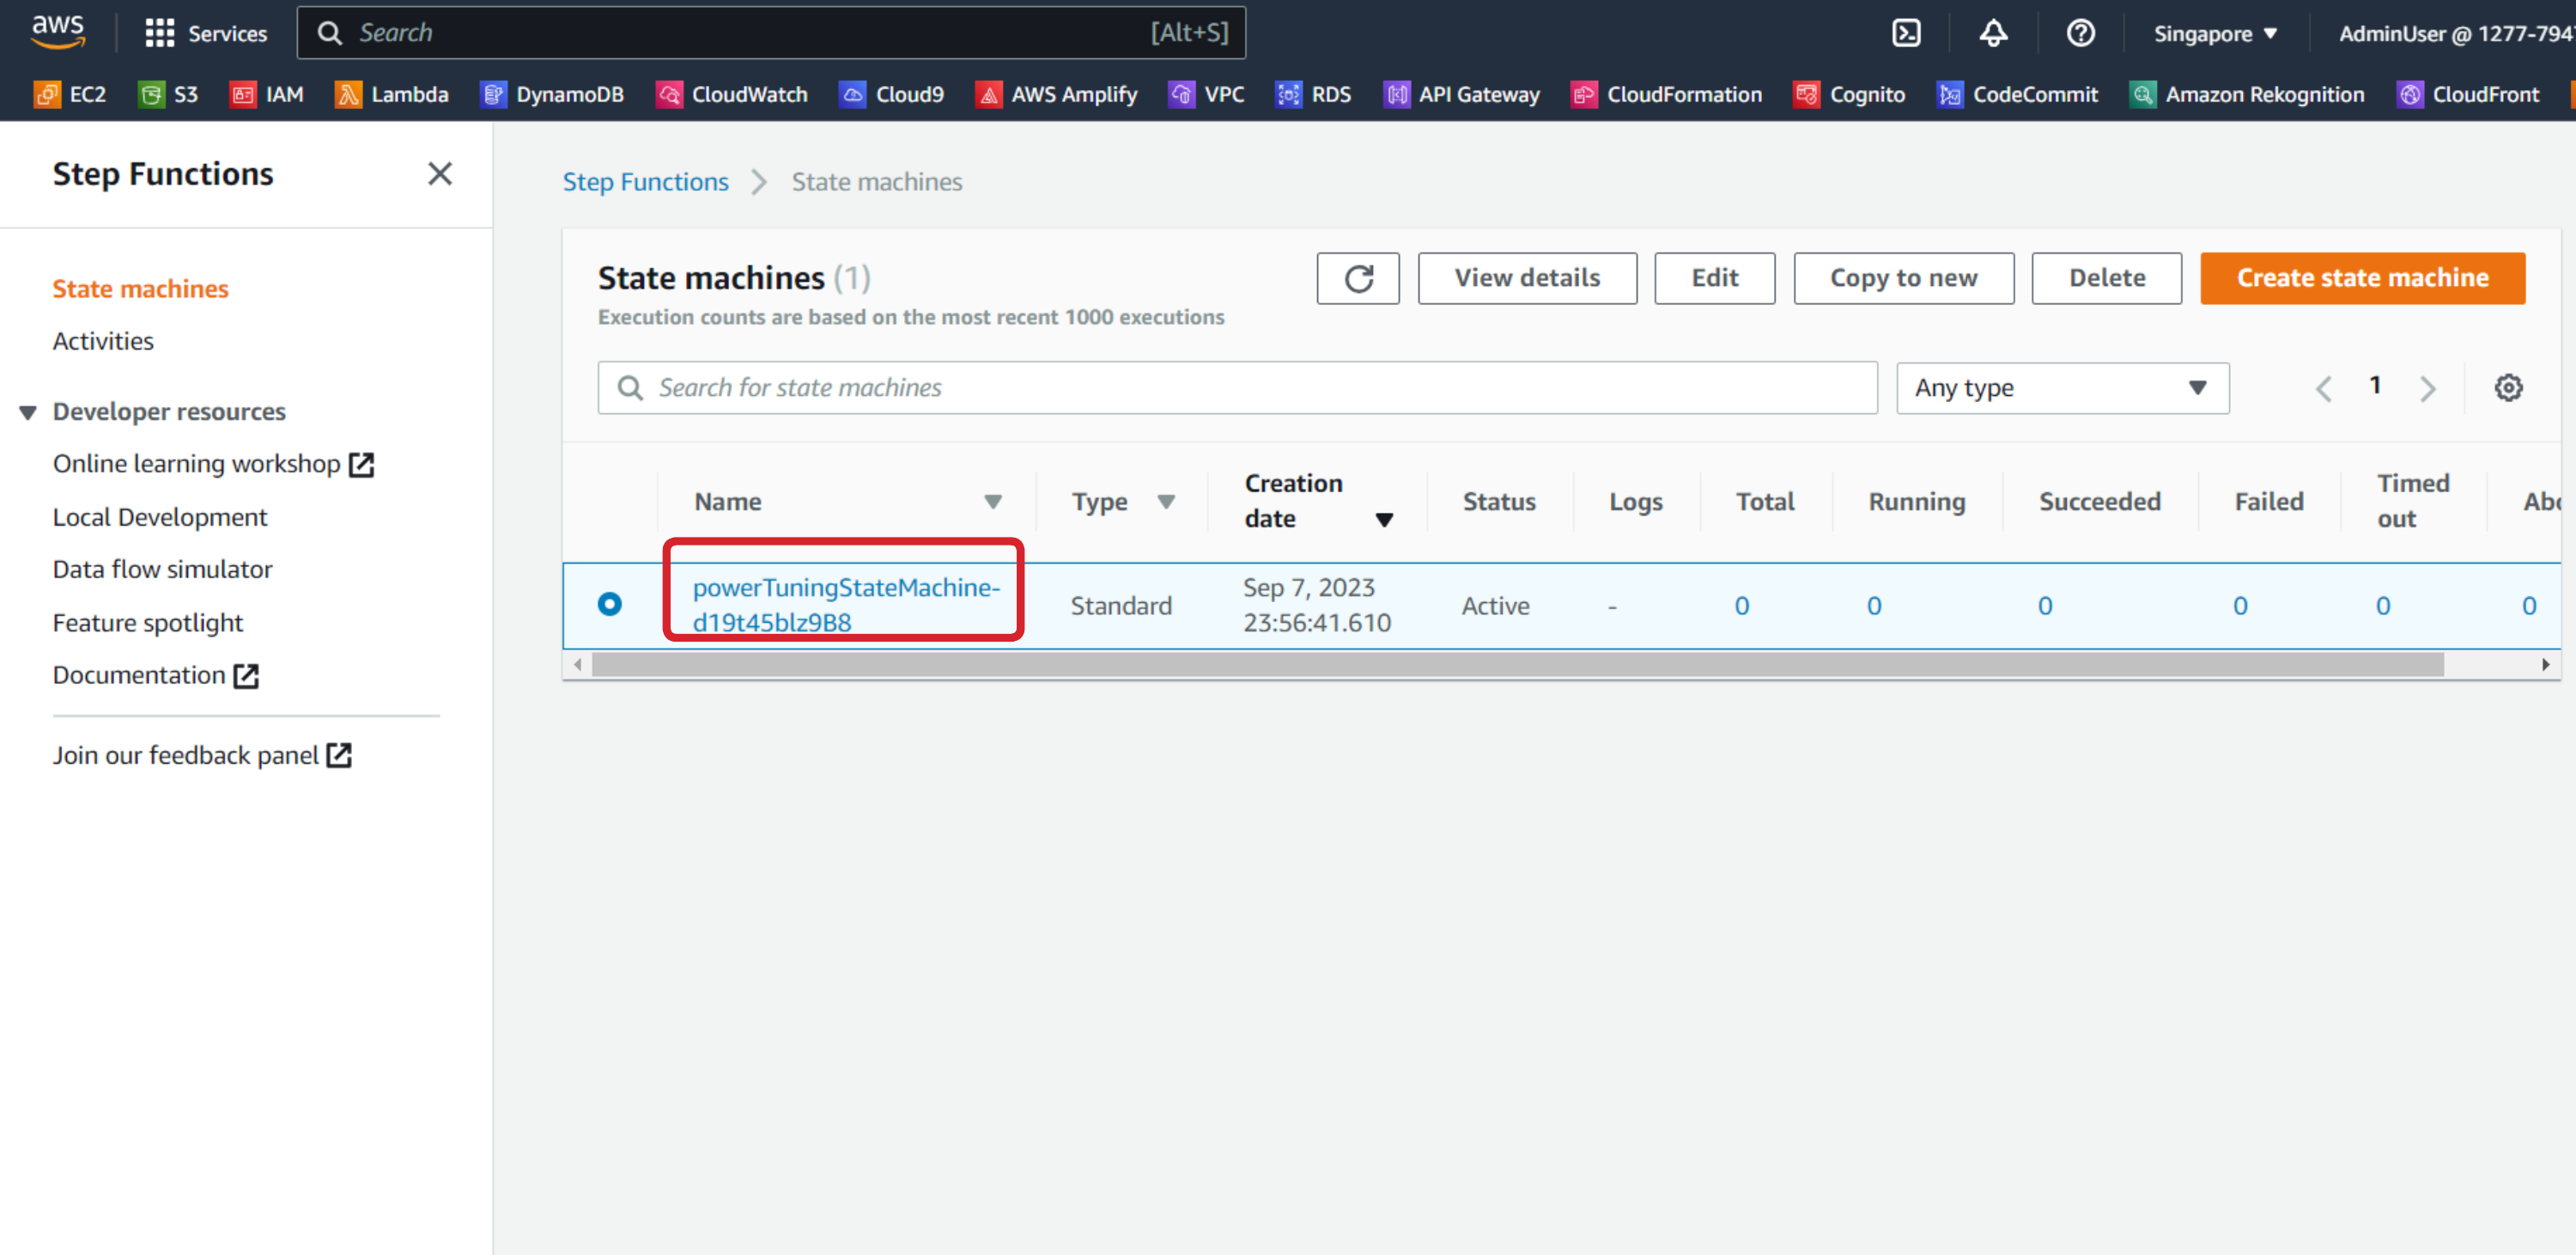 aws
Services
Search
[Alt+S]
Singapore ▼
AdminUser @ 1277-794
EC2
S3
IAM
Lambda
DynamoDB
CloudWatch
Cloud9
AWS Amplify
VPC
RDS
API Gateway
CloudFormation
Cognito
CodeCommit
Amazon Rekognition
CloudFront
Step Functions
State machines
Activities
Developer resources
Online learning workshop
Local Development
Data flow simulator
Feature spotlight
Documentation
Join our feedback panel
Step Functions > State machines
State machines (1)
Execution counts are based on the most recent 1000 executions
View details
Edit
Copy to new
Delete
Create state machine
Search for state machines
Any type
1
Name
Type
Creation
date
Status
Logs
Total
Running
Succeeded
Failed
Timed
out
Abo
powerTuningStateMachine-
d19t45blz9B8
Standard
Sep 7, 2023
23:56:41.610
Active
-
0
0
0
0
0
0